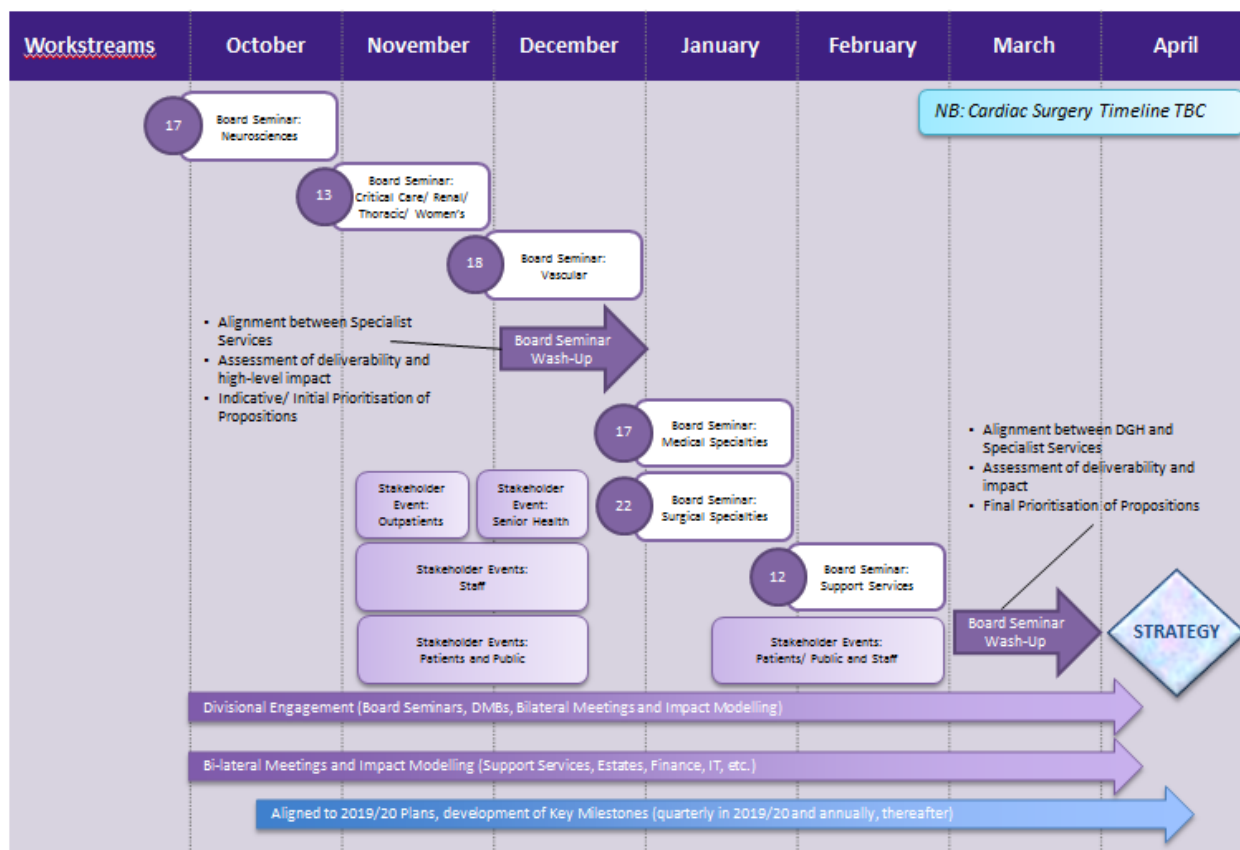 Workstreams October November December January February March April
NB: Cardiac Surgery Timeline TBC
17
Board Seminar:
Neurosciences
13
Board Seminar:
Critical Care/ Renal/
Thoracic/ Women's
18
Board Seminar:
Vascular
▪ Alignment between Specialist
Services
▪ Assessment of deliverability and
high-level impact
▪ Indicative/ Initial Prioritisation of
Propositions
Board Seminar
Wash-Up
17
Board Seminar:
Medical Specialties
22
Board Seminar:
Surgical Specialties
▪ Alignment between DGH and
Specialist Services
▪ Assessment of deliverability and
impact
▪ Final Prioritisation of Propositions
Stakeholder
Event:
Outpatients
Stakeholder
Event:
Senior Health
Stakeholder Events:
Staff
12
Board Seminar:
Support Services
Stakeholder Events:
Patients and Public
Stakeholder Events:
Patients/ Public and Staff
Board Seminar
Wash-Up
STRATEGY
Divisional Engagement (Board Seminars, DMBs, Bilateral Meetings and Impact Modelling)
Bi-lateral Meetings and Impact Modelling (Support Services, Estates, Finance, IT, etc.)
Aligned to 2019/20 Plans, development of Key Milestones (quarterly in 2019/20 and annually, thereafter)